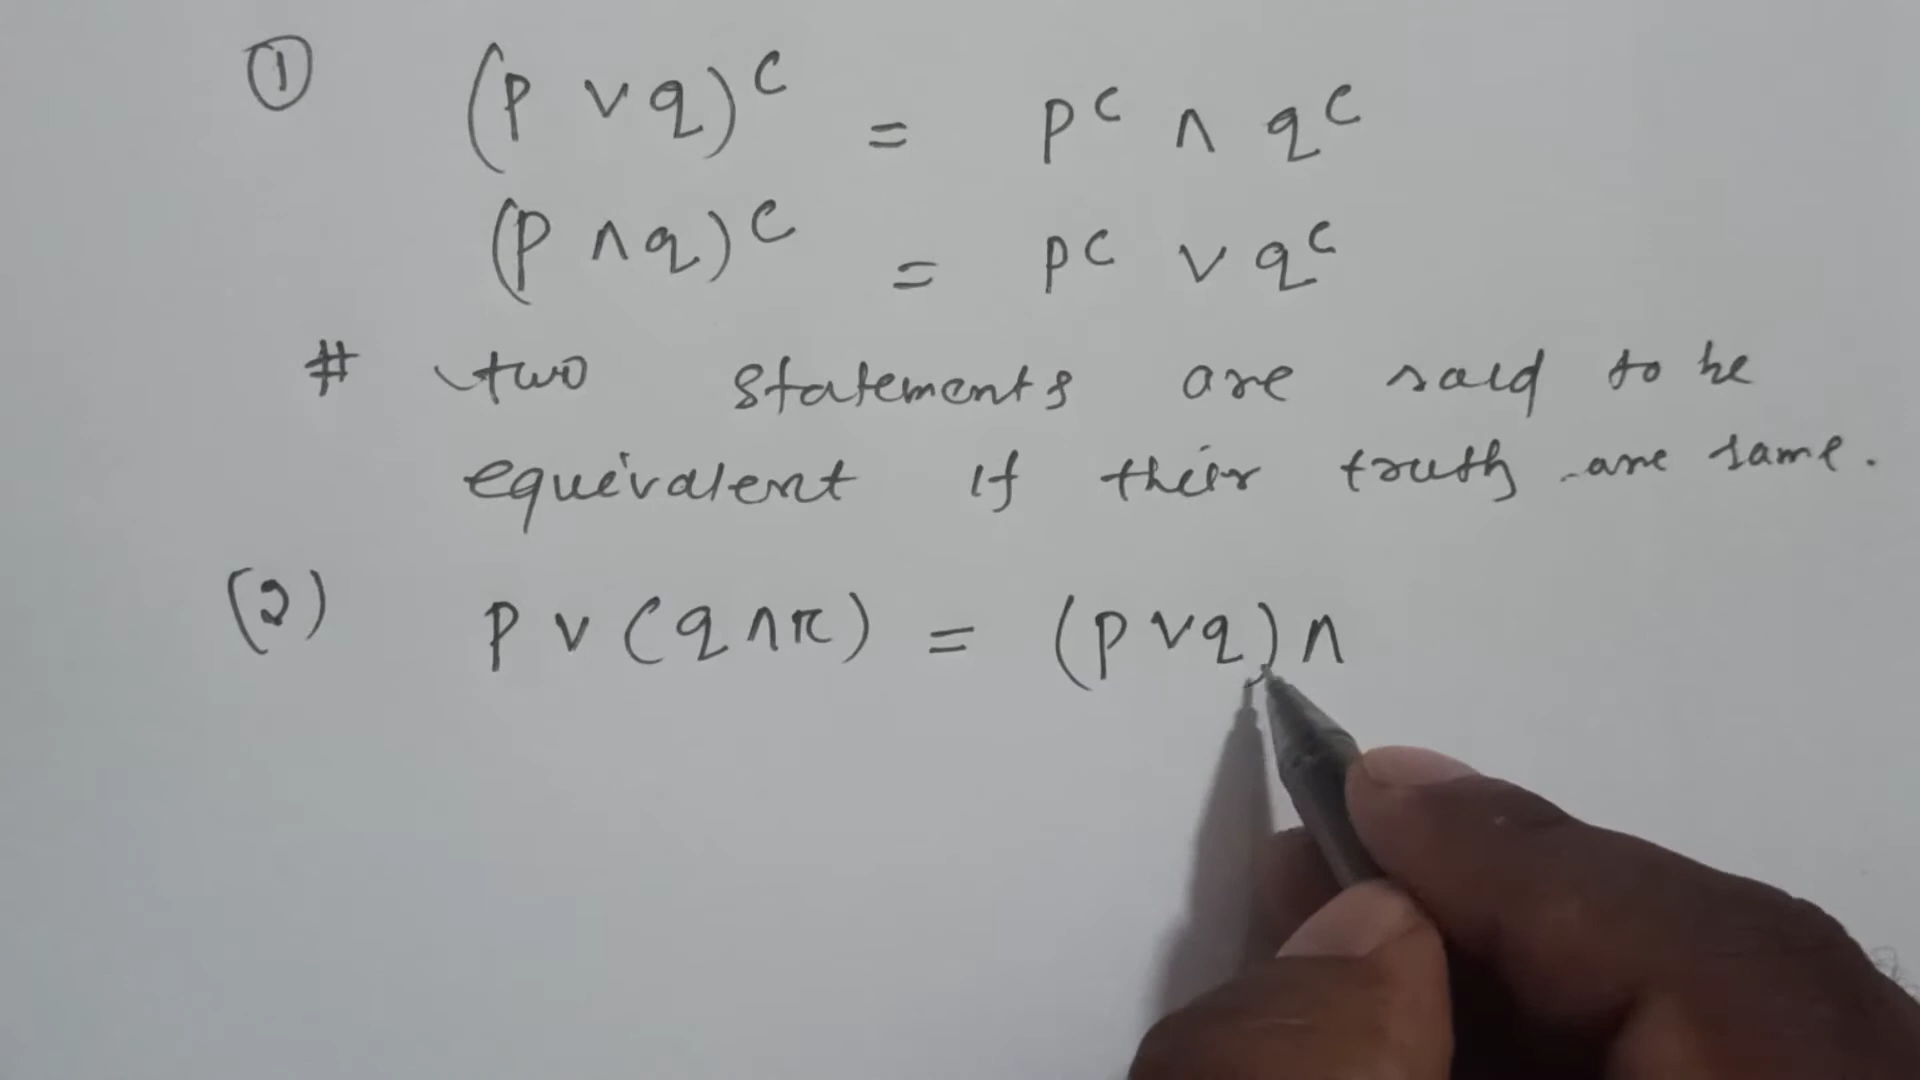 ① (p ∨ q)ᶜ = pᶜ ∧ qᶜ
(p ∧ q)ᶜ = pᶜ ∨ qᶜ
# two statements are said to be
equivalent if their truth are same.
(2) p ∨ (q ∧ r) = (p ∨ q) ∧